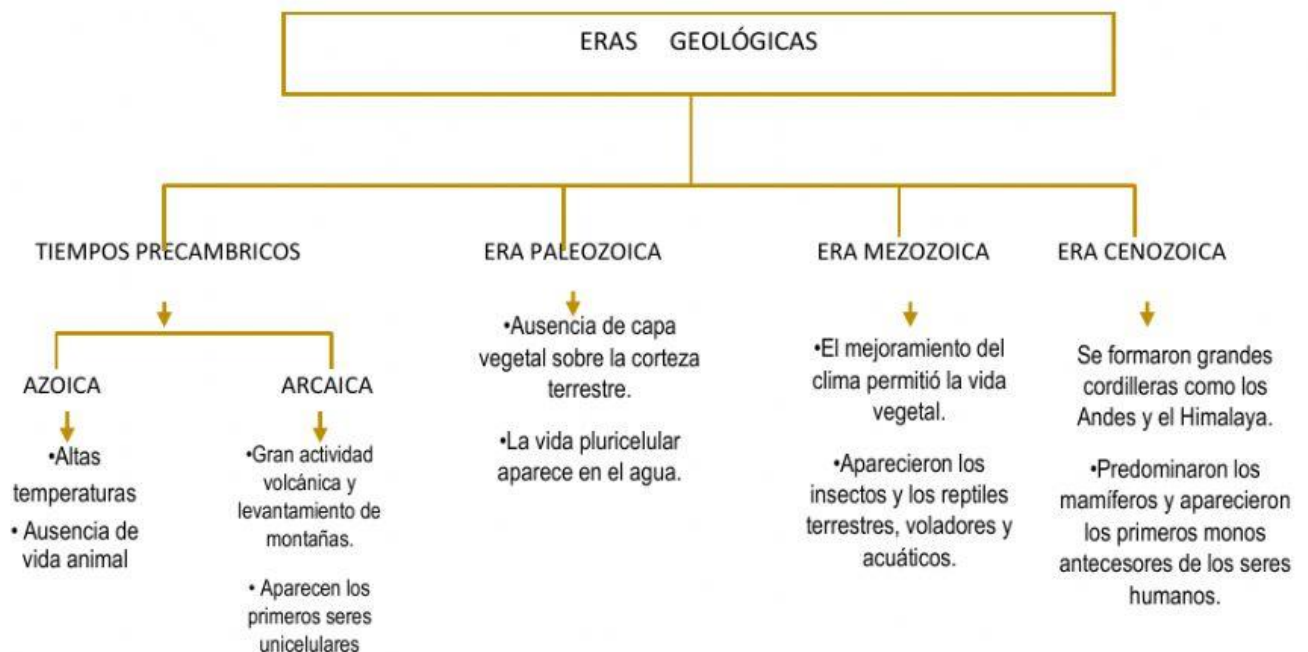 ERAS GEOLÓGICAS
TIEMPOS PRECAMBRICOS
AZOICA
•Altas
temperaturas
• Ausencia de
vida animal
ARCAICA
•Gran actividad
volcánica y
levantamiento de
montañas.
• Aparecen los
primeros seres
unicelulares
ERA PALEOZOICA
•Ausencia de capa
vegetal sobre la corteza
terrestre.
•La vida pluricelular
aparece en el agua.
ERA MEZOZOICA
•El mejoramiento del
clima permitió la vida
vegetal.
•Aparecieron los
insectos y los reptiles
terrestres, voladores y
acuáticos.
ERA CENOZOICA
Se formaron grandes
cordilleras como los
Andes y el Himalaya.
•Predominaron los
mamíferos y aparecieron
los primeros monos
antecesores de los seres
humanos.